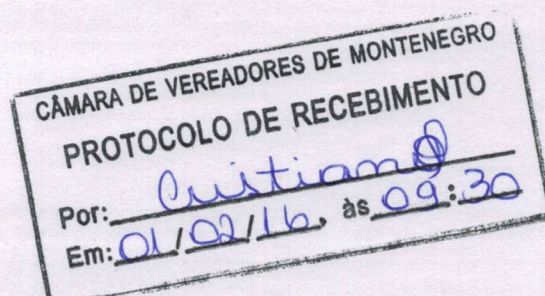 CÂMARA DE VEREADORES DE MONTENEGRO
PROTOCOLO DE RECEBIMENTO
Por: Cristiano
Em: 01/02/16, às 09:30